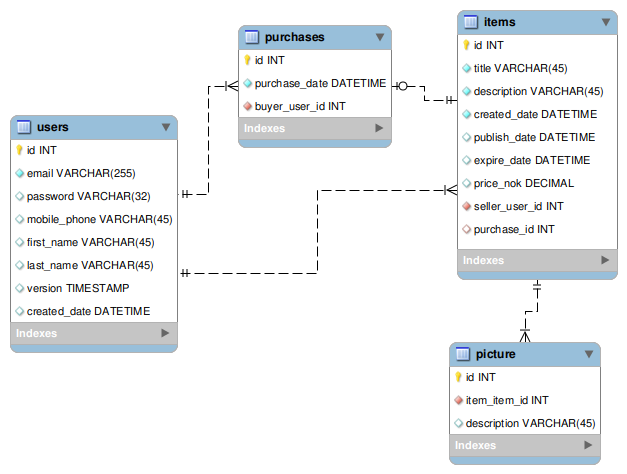 purchases
id INT
purchase_date DATETIME
buyer_user_id INT
Indexes
items
id INT
title VARCHAR(45)
description VARCHAR(45)
created_date DATETIME
publish_date DATETIME
expire_date DATETIME
price_nok DECIMAL
seller_user_id INT
purchase_id INT
Indexes
users
id INT
email VARCHAR(255)
password VARCHAR(32)
mobile_phone VARCHAR(45)
first_name VARCHAR(45)
last_name VARCHAR(45)
version TIMESTAMP
created_date DATETIME
Indexes
picture
id INT
item_item_id INT
description VARCHAR(45)
Indexes